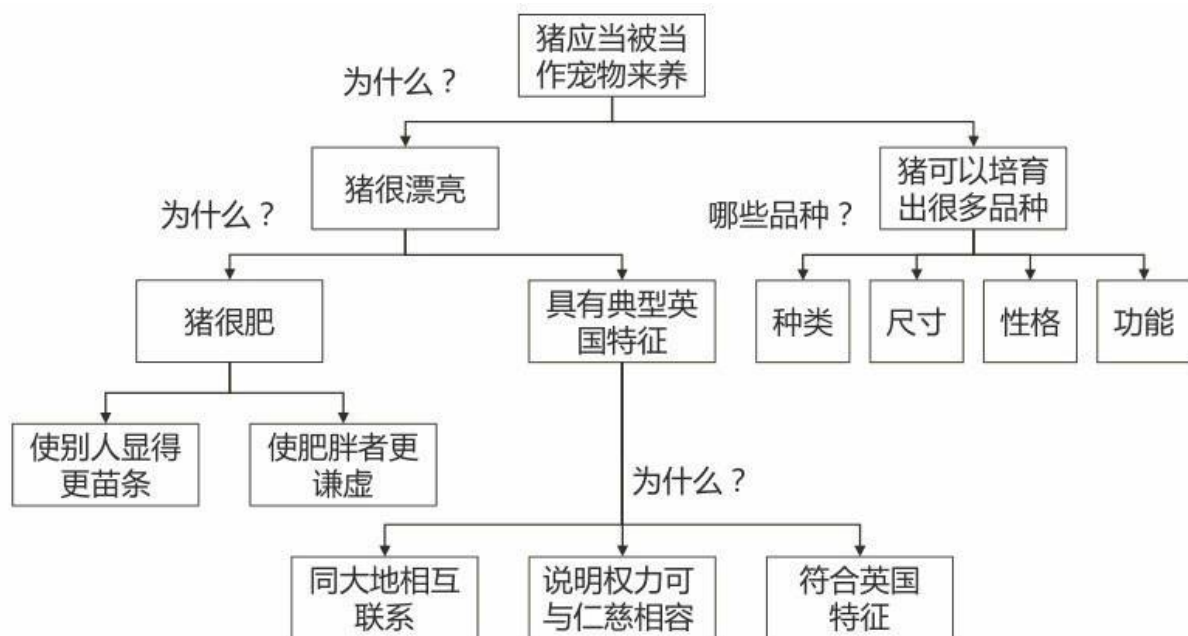 猪应当被当
作宠物来养
为什么？
猪很漂亮
猪可以培育
出很多品种
为什么？
哪些品种？
猪很肥
具有典型英
国特征
种类
尺寸
性格
功能
使别人显得
更苗条
使肥胖者更
谦虚
为什么？
同大地相互
联系
说明权力可
与仁慈相容
符合英国
特征